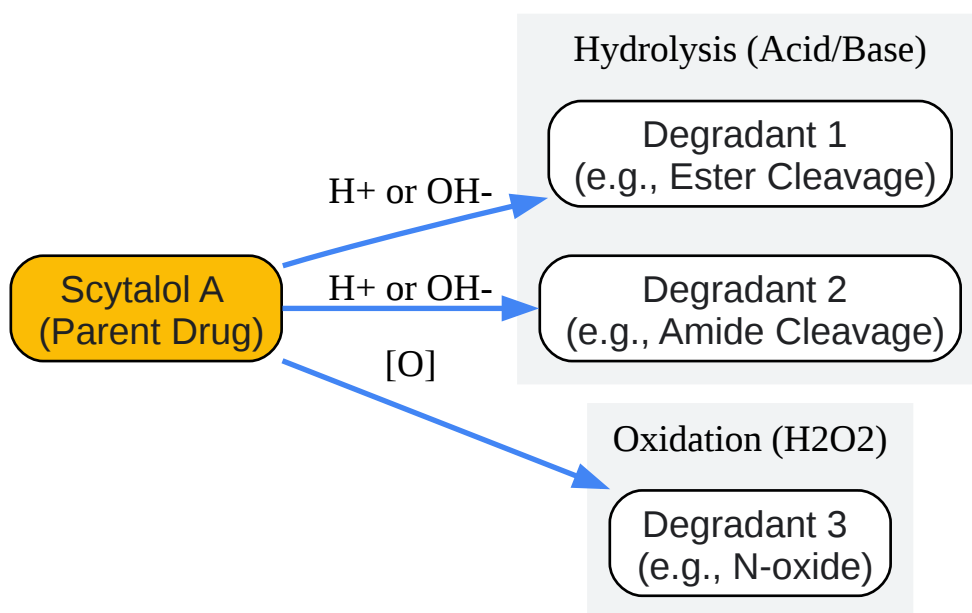 Hydrolysis (Acid/Base)
Degradant 1
(e.g., Ester Cleavage)
H+ or OH-
Scytalol A
(Parent Drug)
H+ or OH-
Degradant 2
(e.g., Amide Cleavage)
[O]
Oxidation (H2O2)
Degradant 3
(e.g., N-oxide)